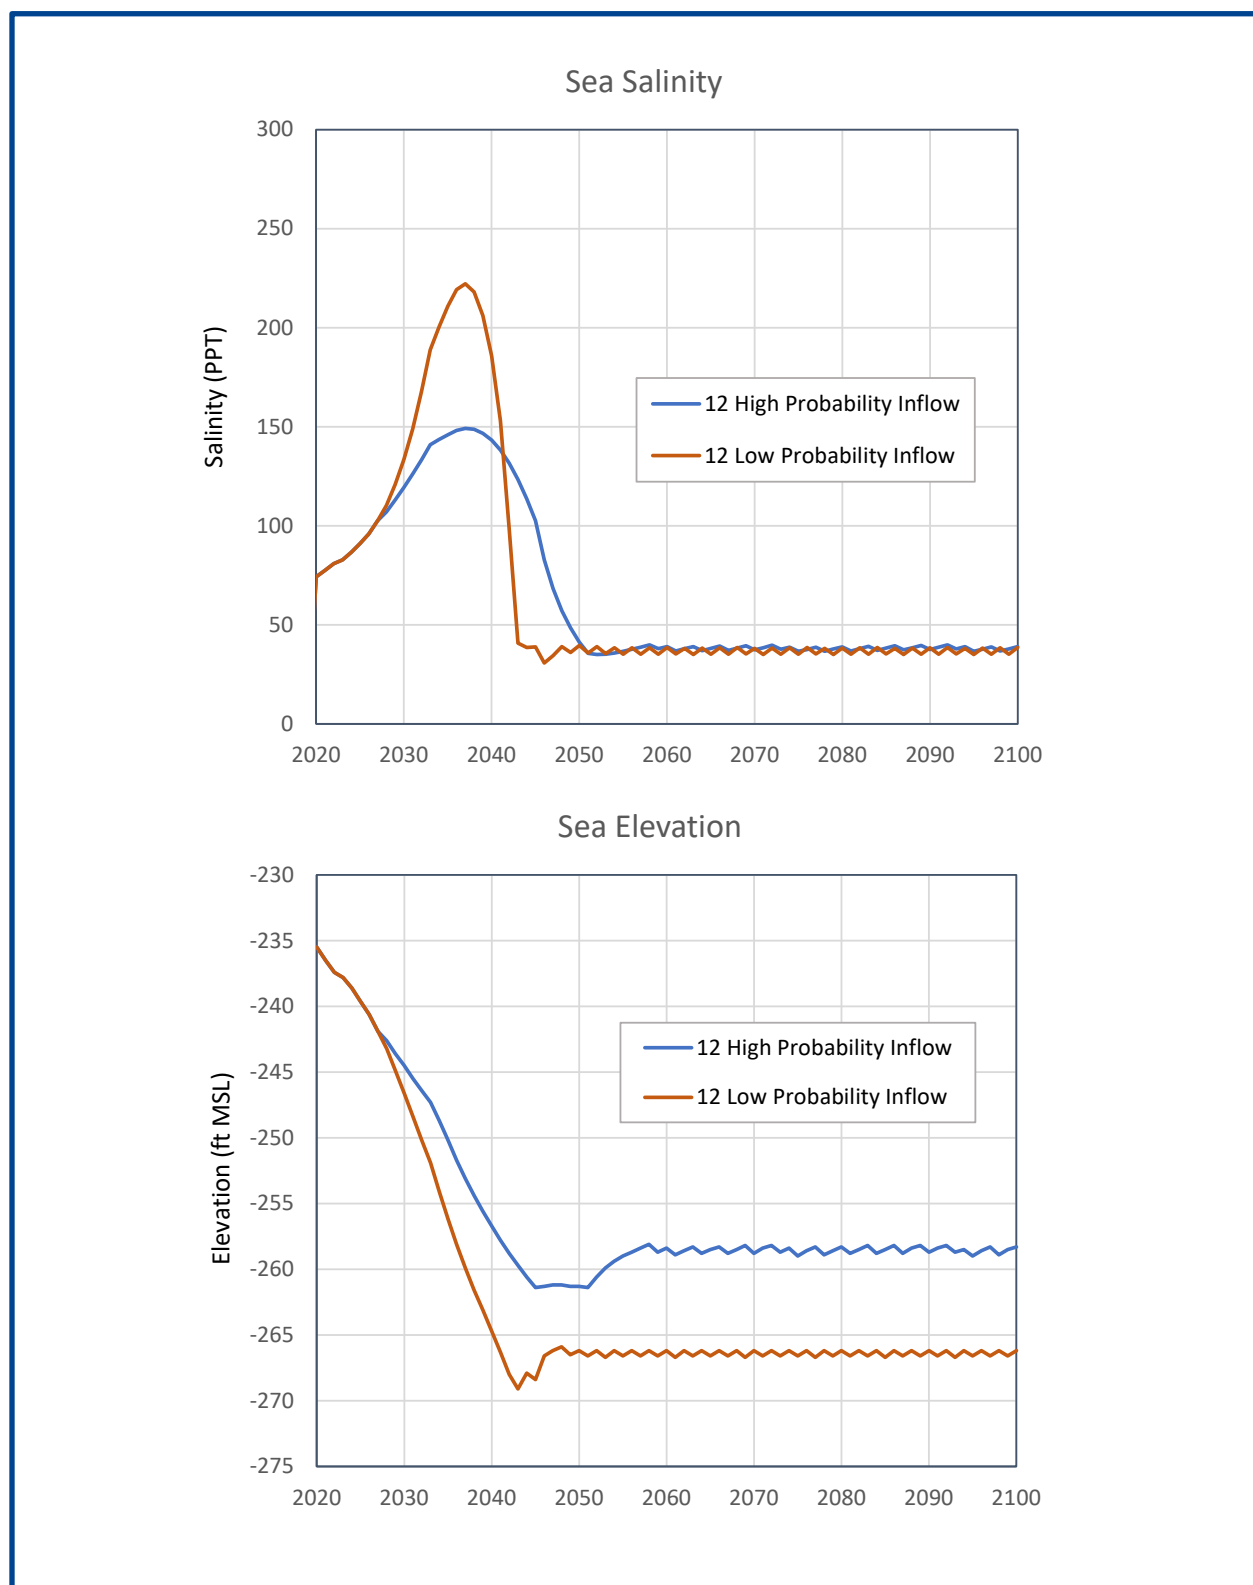 Sea Salinity
300
250
200
150
100
50
0
Salinity (PPT)
12 High Probability Inflow
12 Low Probability Inflow
2020 2030 2040 2050 2060 2070 2080 2090 2100
Sea Elevation
-230
-235
-240
-245
-250
-255
-260
-265
-270
-275
Elevation (ft MSL)
12 High Probability Inflow
12 Low Probability Inflow
2020 2030 2040 2050 2060 2070 2080 2090 2100